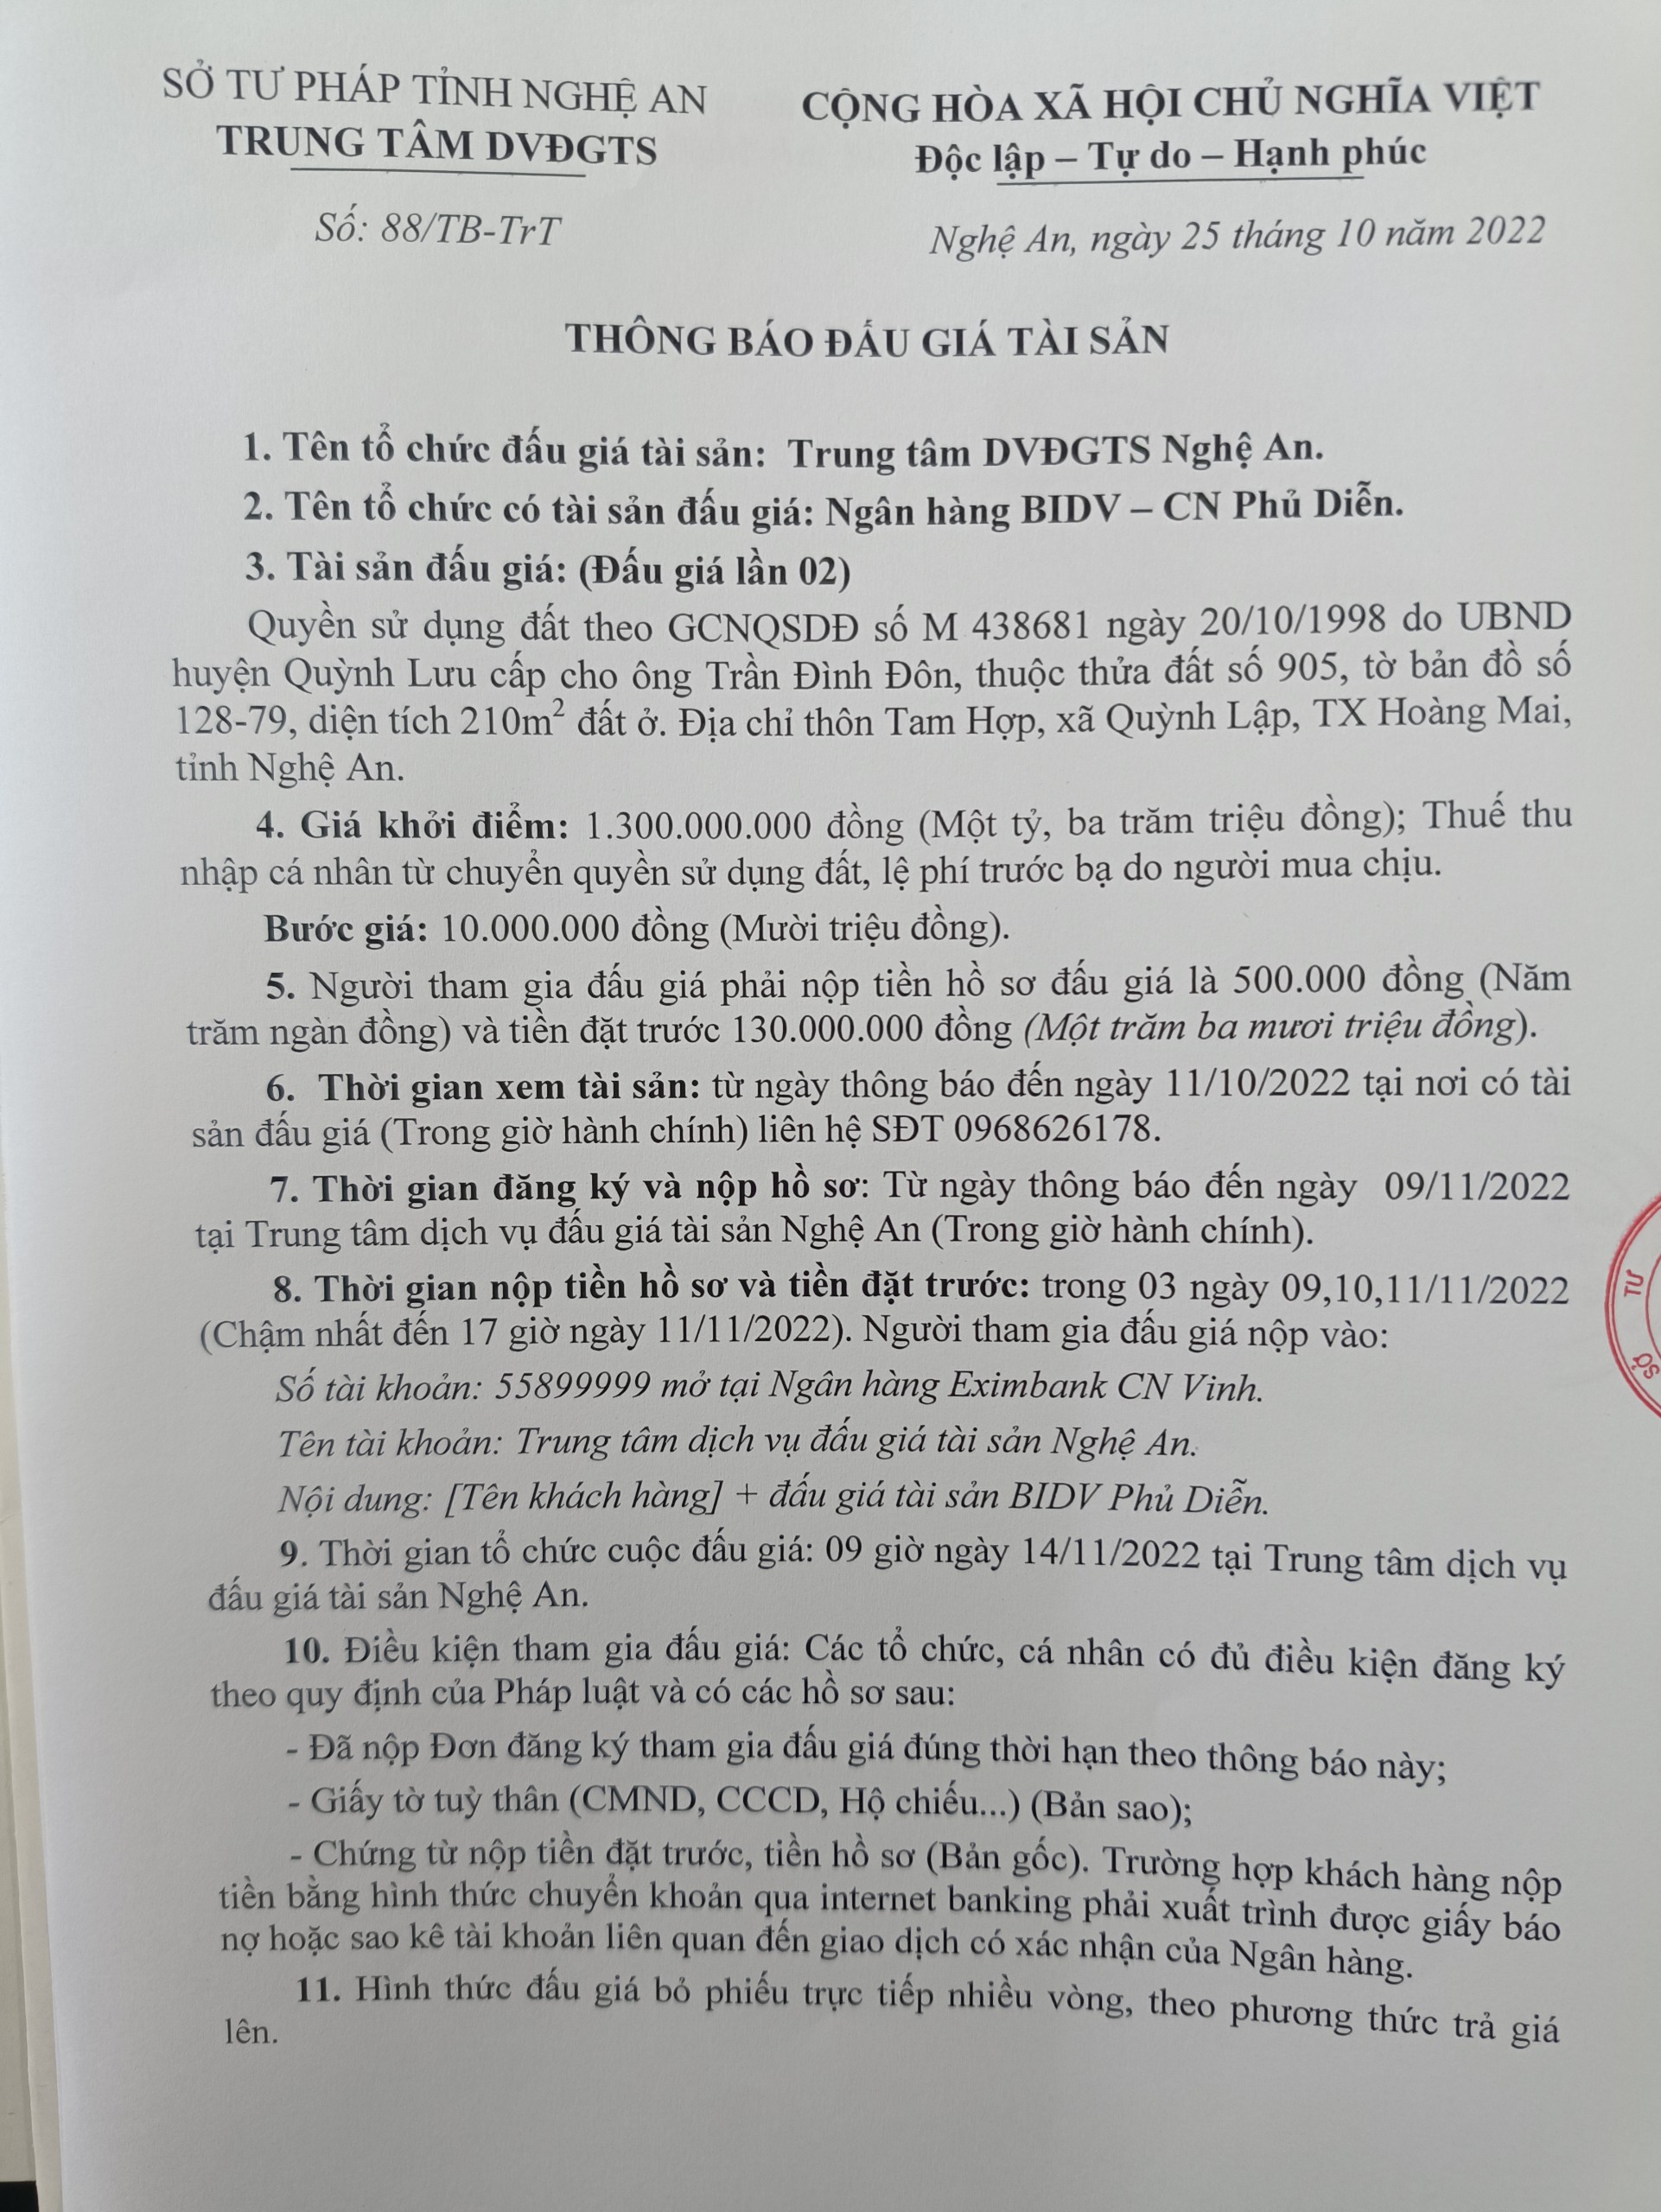 SỞ TƯ PHÁP TỈNH NGHỆ AN
TRUNG TÂM DVĐGTS
Số: 88/TB-TrT
CỘNG HÒA XÃ HỘI CHỦ NGHĨA VIỆT
Độc lập – Tự do – Hạnh phúc
Nghệ An, ngày 25 tháng 10 năm 2022
THÔNG BÁO ĐẤU GIÁ TÀI SẢN
1. Tên tổ chức đấu giá tài sản: Trung tâm DVĐGTS Nghệ An.
2. Tên tổ chức có tài sản đấu giá: Ngân hàng BIDV – CN Phủ Diễn.
3. Tài sản đấu giá: (Đấu giá lần 02)
Quyền sử dụng đất theo GCNQSDĐ số M 438681 ngày 20/10/1998 do UBND
huyện Quỳnh Lưu cấp cho ông Trần Đình Đôn, thuộc thửa đất số 905, tờ bản đồ số
128-79, diện tích 210m² đất ở. Địa chỉ thôn Tam Hợp, xã Quỳnh Lập, TX Hoàng Mai,
tỉnh Nghệ An.
4. Giá khởi điểm: 1.300.000.000 đồng (Một tỷ, ba trăm triệu đồng); Thuế thu
nhập cá nhân từ chuyển quyền sử dụng đất, lệ phí trước bạ do người mua chịu.
Bước giá: 10.000.000 đồng (Mười triệu đồng).
5. Người tham gia đấu giá phải nộp tiền hồ sơ đấu giá là 500.000 đồng (Năm
trăm ngàn đồng) và tiền đặt trước 130.000.000 đồng (Một trăm ba mươi triệu đồng).
6. Thời gian xem tài sản: từ ngày thông báo đến ngày 11/10/2022 tại nơi có tài
sản đấu giá (Trong giờ hành chính) liên hệ SĐT 0968626178.
7. Thời gian đăng ký và nộp hồ sơ: Từ ngày thông báo đến ngày 09/11/2022
tại Trung tâm dịch vụ đấu giá tài sản Nghệ An (Trong giờ hành chính).
8. Thời gian nộp tiền hồ sơ và tiền đặt trước: trong 03 ngày 09,10,11/11/2022
(Chậm nhất đến 17 giờ ngày 11/11/2022). Người tham gia đấu giá nộp vào:
Số tài khoản: 55899999 mở tại Ngân hàng Eximbank CN Vinh.
Tên tài khoản: Trung tâm dịch vụ đấu giá tài sản Nghệ An.
Nội dung: [Tên khách hàng] + đấu giá tài sản BIDV Phủ Diễn.
9. Thời gian tổ chức cuộc đấu giá: 09 giờ ngày 14/11/2022 tại Trung tâm dịch vụ
đấu giá tài sản Nghệ An.
10. Điều kiện tham gia đấu giá: Các tổ chức, cá nhân có đủ điều kiện đăng ký
theo quy định của Pháp luật và có các hồ sơ sau:
- Đã nộp Đơn đăng ký tham gia đấu giá đúng thời hạn theo thông báo này;
- Giấy tờ tuỳ thân (CMND, CCCD, Hộ chiếu...) (Bản sao);
- Chứng từ nộp tiền đặt trước, tiền hồ sơ (Bản gốc). Trường hợp khách hàng nộp
tiền bằng hình thức chuyển khoản qua internet banking phải xuất trình được giấy báo
nợ hoặc sao kê tài khoản liên quan đến giao dịch có xác nhận của Ngân hàng.
11. Hình thức đấu giá bỏ phiếu trực tiếp nhiều vòng, theo phương thức trả giá
lên.
SỞ TƯ